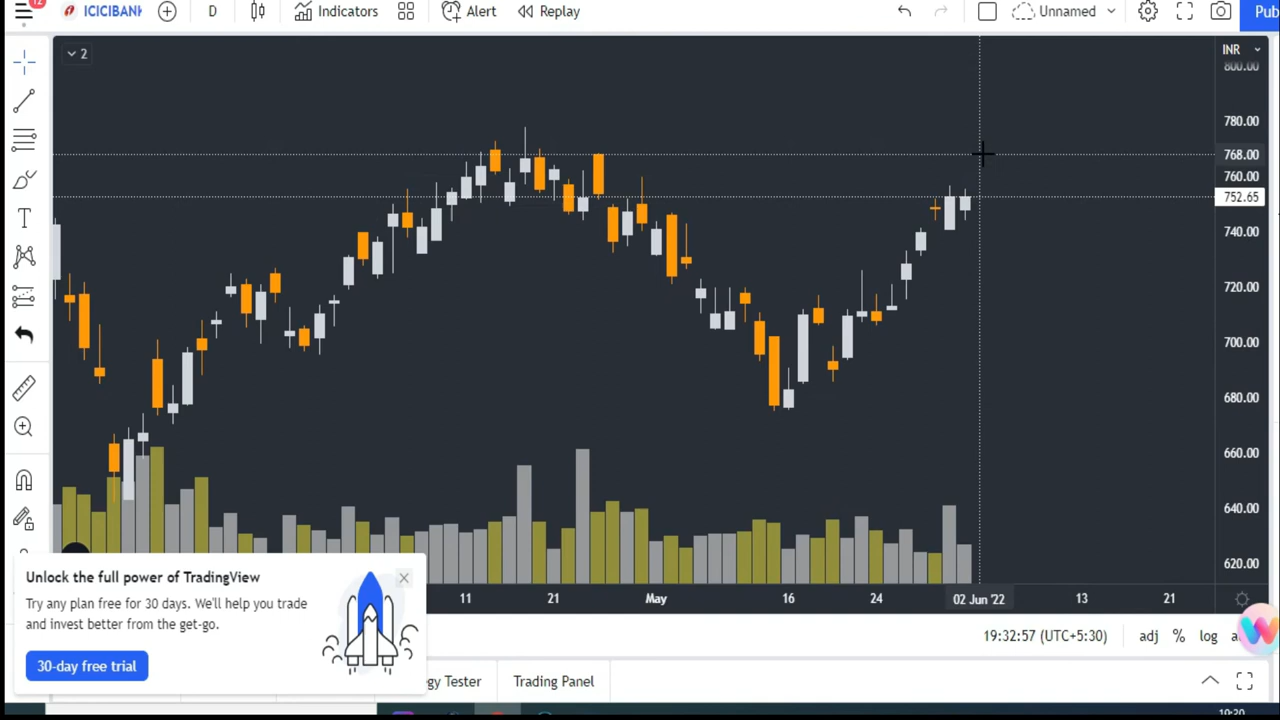 12
ICICIBANK
D
Indicators
Alert
Replay
Unnamed
Pub
2
INR
800.00
780.00
768.00
760.00
752.65
740.00
720.00
700.00
680.00
660.00
640.00
620.00
11
21
May
16
24
02 Jun '22
13
21
Unlock the full power of TradingView
Try any plan free for 30 days. We'll help you trade
and invest better from the get-go.
30-day free trial
19:32:57 (UTC+5:30)
adj
%
log
egy Tester
Trading Panel